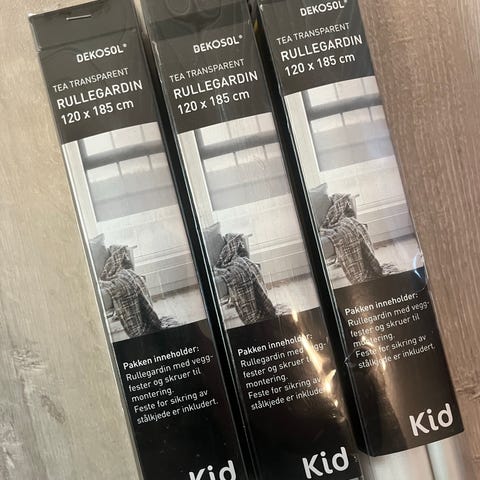 DEKOSOL®
TEA TRANSPARENT
RULLEGARDIN
120 x 185 cm
Pakken inneholder:
Rullegardin med vegg-
fester og skruer til
montering.
Feste for sikring av
stålkjede er inkludert.
Kid
DEKOSOL®
TEA TRANSPARENT
RULLEGARDIN
120 x 185 cm
Pakken inneholder:
Rullegardin med vegg-
fester og skruer til
montering.
Feste for sikring av
stålkjede er inkludert.
Kid
DEKOSOL®
TEA TRANSPARENT
RULLEGARDIN
120 x 185 cm
Pakken inneholder:
Rullegardin med vegg-
fester og skruer til
montering.
Feste for sikring av
stålkjede er inkludert.
Kid